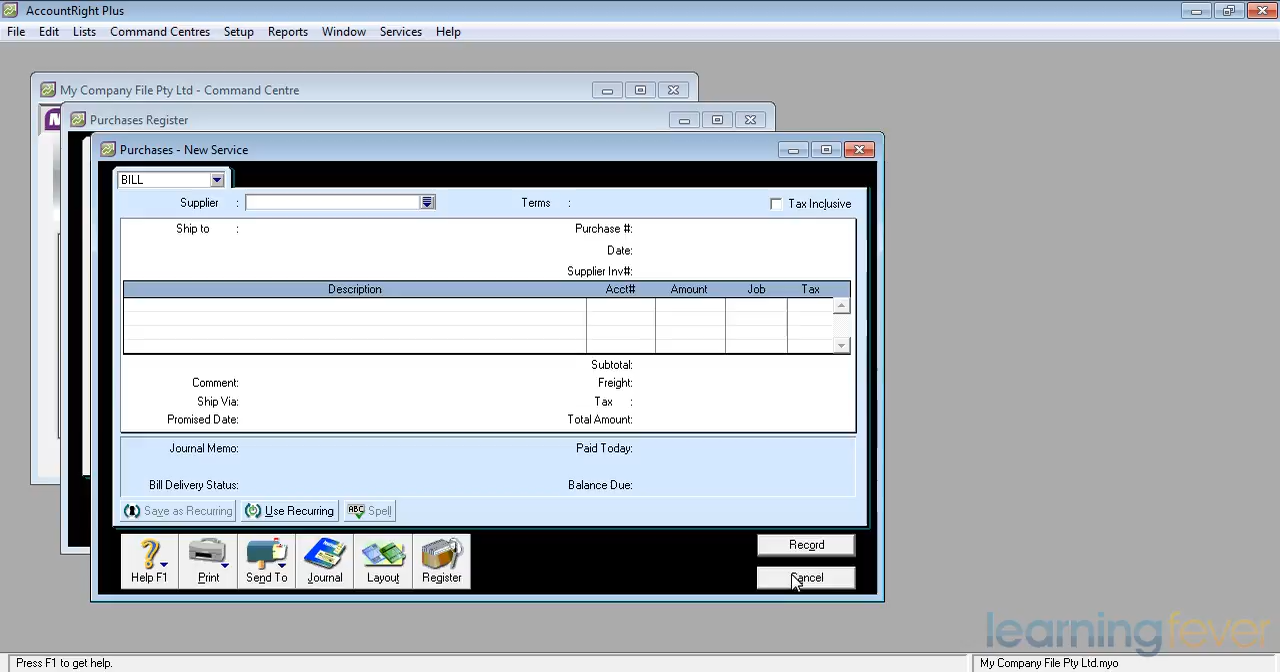 AccountRight Plus
File Edit Lists Command Centres Setup Reports Window Services Help
My Company File Pty Ltd - Command Centre
Purchases Register
Purchases - New Service
BILL
Supplier : Terms : Tax Inclusive
Ship to : Purchase #:
Date:
Supplier Inv#:
Description Acct# Amount Job Tax
Subtotal:
Comment: Freight:
Ship Via: Tax :
Promised Date: Total Amount:
Journal Memo: Paid Today:
Bill Delivery Status: Balance Due:
Save as Recurring Use Recurring ABC Spell
Record
Help F1 Print Send To Journal Layout Register Cancel
learningfever
Press F1 to get help. My Company File Pty Ltd.myo